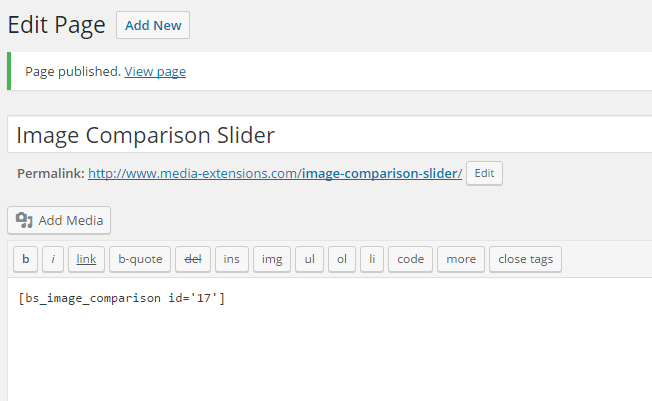 Edit Page Add New
Page published. View page
Image Comparison Slider
Permalink: http://www.media-extensions.com/image-comparison-slider/ Edit
Add Media
b i link b-quote del ins img ul ol li code more close tags
[bs_image_comparison id='17']